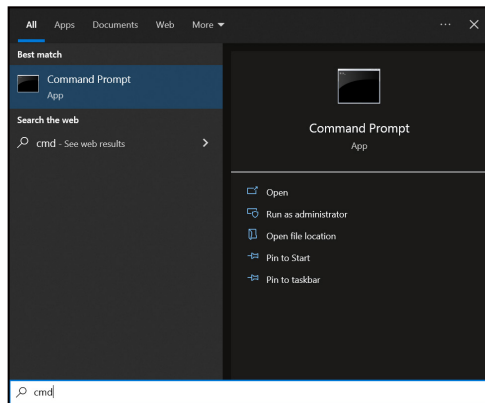 All Apps Documents Web More
Best match
Command Prompt
App
Search the web
cmd - See web results
Command Prompt
App
Open
Run as administrator
Open file location
Pin to Start
Pin to taskbar
cmd